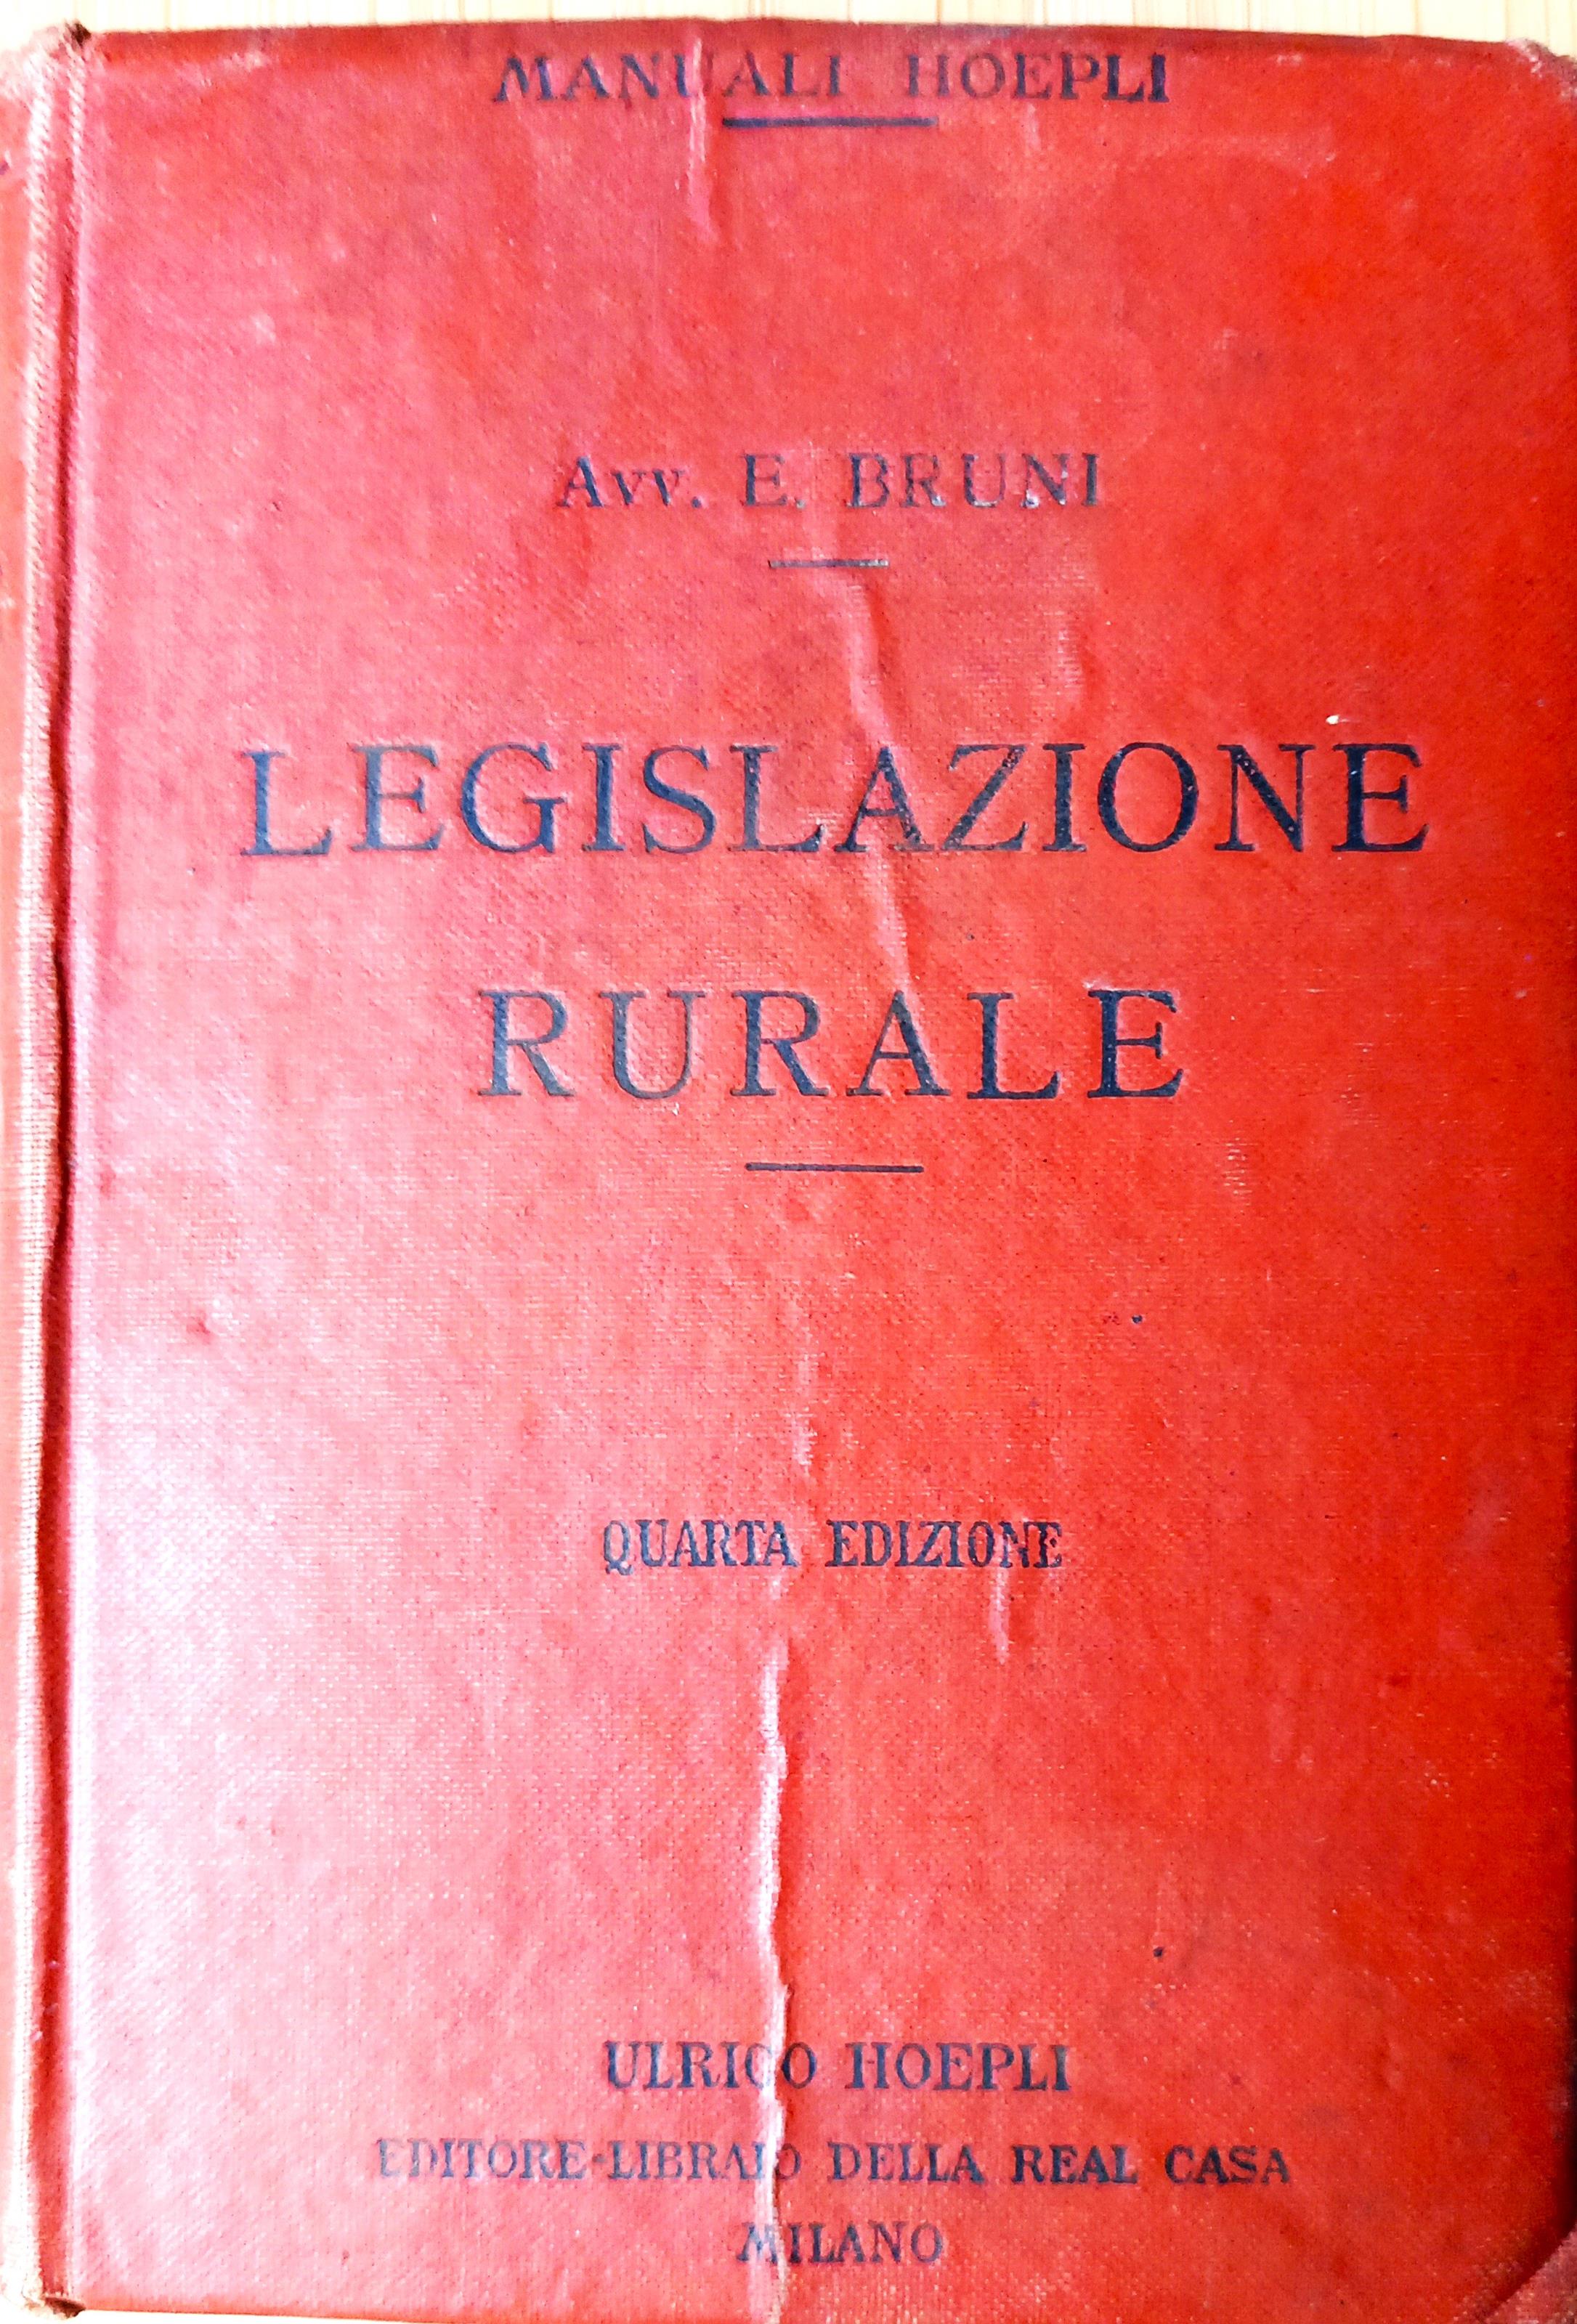 MANUALI HOEPLI
Avv. E. BRUNI
LEGISLAZIONE
RURALE
QUARTA EDIZIONE
ULRICO HOEPLI
EDITORE-LIBRAIO DELLA REAL CASA
MILANO